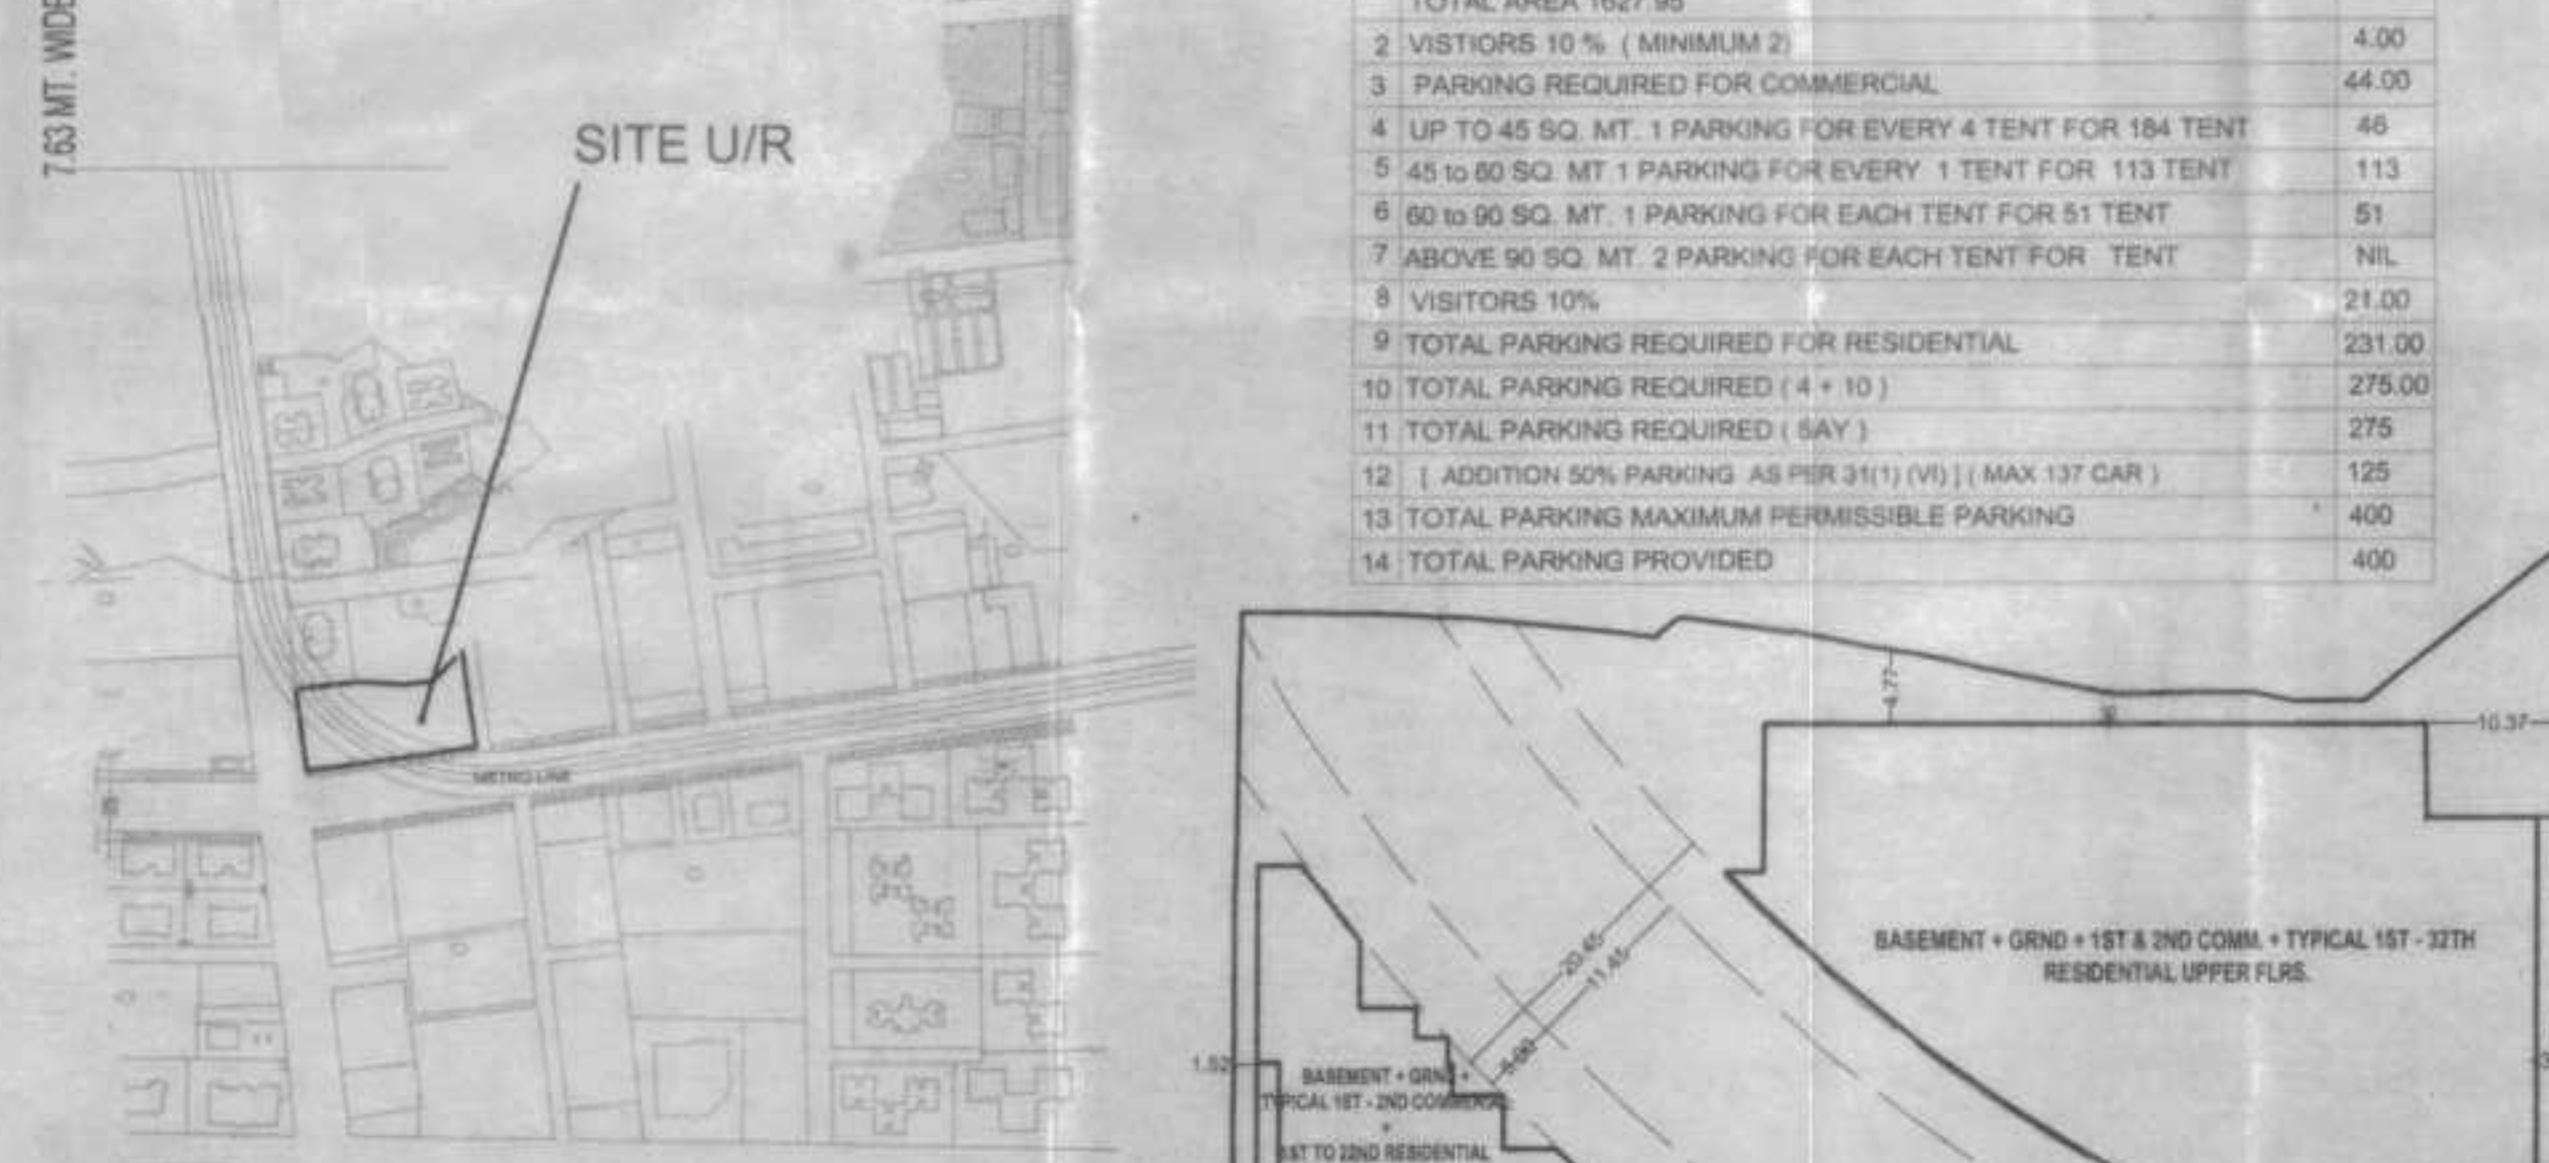 7.63 MT. WIDE
SITE U/R
METRO LINE
TOTAL AREA 1627.95
2 VISTIORS 10 % ( MINIMUM 2) 4.00
3 PARKING REQUIRED FOR COMMERCIAL 44.00
4 UP TO 45 SQ. MT. 1 PARKING FOR EVERY 4 TENT FOR 184 TENT 46
5 45 to 60 SQ. MT 1 PARKING FOR EVERY 1 TENT FOR 113 TENT 113
6 60 to 90 SQ. MT. 1 PARKING FOR EACH TENT FOR 51 TENT 51
7 ABOVE 90 SQ. MT. 2 PARKING FOR EACH TENT FOR TENT NIL
8 VISITORS 10% 21.00
9 TOTAL PARKING REQUIRED FOR RESIDENTIAL 231.00
10 TOTAL PARKING REQUIRED ( 4 + 10 ) 275.00
11 TOTAL PARKING REQUIRED ( SAY ) 275
12 [ ADDITION 50% PARKING AS PER 31(1) (VI) ] ( MAX 137 CAR ) 125
13 TOTAL PARKING MAXIMUM PERMISSIBLE PARKING 400
14 TOTAL PARKING PROVIDED 400
4.77
10.37
BASEMENT + GRND + 1ST & 2ND COMM. + TYPICAL 1ST - 32TH
RESIDENTIAL UPPER FLRS.
20.45
11.45
1.52
BASEMENT + GRND +
TYPICAL 1ST - 2ND COMMERCIAL
+
1ST TO 22ND RESIDENTIAL